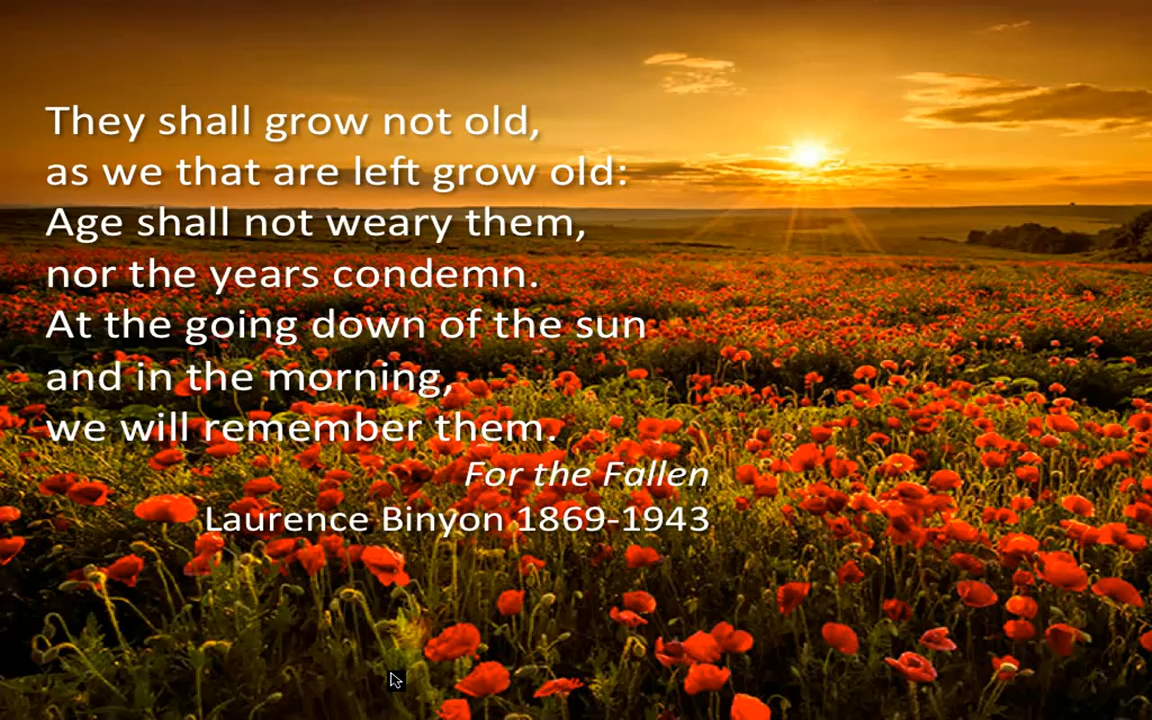 They shall grow not old,
as we that are left grow old:
Age shall not weary them,
nor the years condemn.
At the going down of the sun
and in the morning,
we will remember them.
For the Fallen
Laurence Binyon 1869-1943